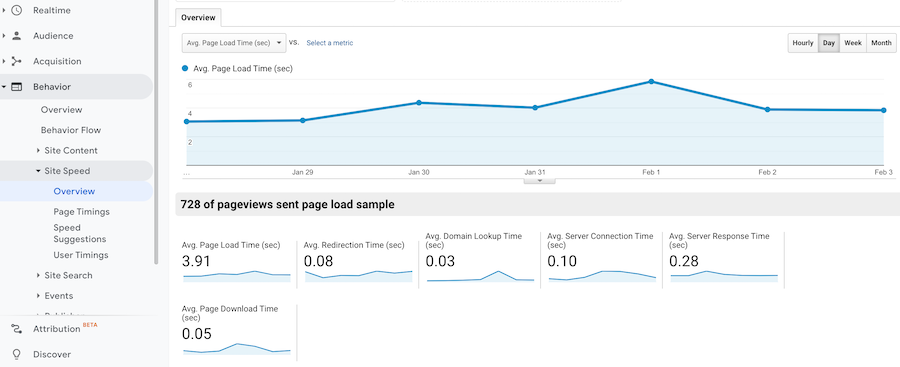 Realtime
Audience
Acquisition
Behavior
Overview
Behavior Flow
Site Content
Site Speed
Overview
Page Timings
Speed
Suggestions
User Timings
Site Search
Events
Attribution BETA
Discover
Overview
Avg. Page Load Time (sec)
vs.
Select a metric
Hourly
Day
Week
Month
Avg. Page Load Time (sec)
6
4
2
...
Jan 29
Jan 30
Jan 31
Feb 1
Feb 2
Feb 3
728 of pageviews sent page load sample
Avg. Page Load Time (sec)
3.91
Avg. Redirection Time (sec)
0.08
Avg. Domain Lookup Time
(sec)
0.03
Avg. Server Connection Time
(sec)
0.10
Avg. Server Response Time
(sec)
0.28
Avg. Page Download Time
(sec)
0.05